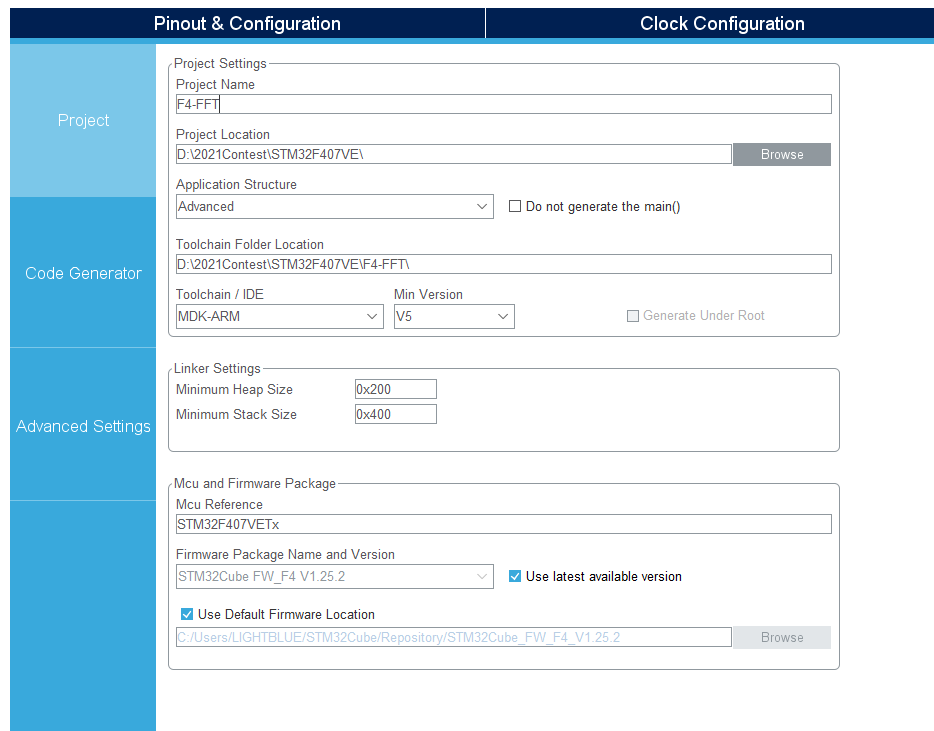 Pinout & Configuration
Clock Configuration
Project
Code Generator
Advanced Settings
Project Settings
Project Name
F4-FFT
Project Location
D:\2021Contest\STM32F407VE\
Browse
Application Structure
Advanced
Do not generate the main()
Toolchain Folder Location
D:\2021Contest\STM32F407VE\F4-FFT\
Toolchain / IDE
Min Version
MDK-ARM
V5
Generate Under Root
Linker Settings
Minimum Heap Size
0x200
Minimum Stack Size
0x400
Mcu and Firmware Package
Mcu Reference
STM32F407VETx
Firmware Package Name and Version
STM32Cube FW_F4 V1.25.2
Use latest available version
Use Default Firmware Location
C:/Users/LIGHTBLUE/STM32Cube/Repository/STM32Cube_FW_F4_V1.25.2
Browse